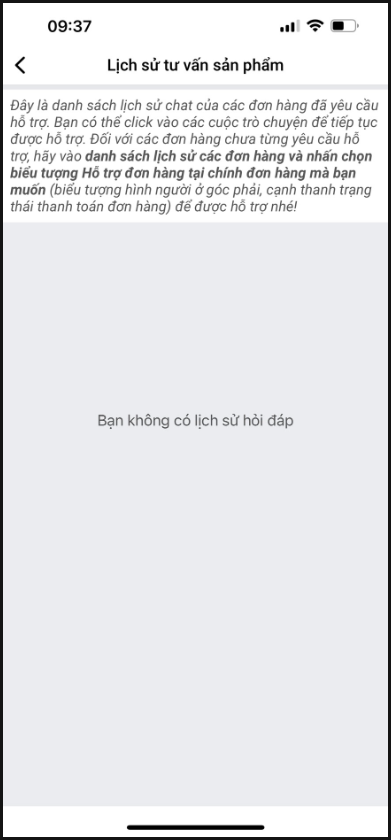 09:37
Lịch sử tư vấn sản phẩm
Đây là danh sách lịch sử chat của các đơn hàng đã yêu cầu
hỗ trợ. Bạn có thể click vào các cuộc trò chuyện để tiếp tục
được hỗ trợ. Đối với các đơn hàng chưa từng yêu cầu hỗ
trợ, hãy vào danh sách lịch sử các đơn hàng và nhấn chọn
biểu tượng Hỗ trợ đơn hàng tại chính đơn hàng mà bạn
muốn (biểu tượng hình người ở góc phải, cạnh thanh trạng
thái thanh toán đơn hàng) để được hỗ trợ nhé!
Bạn không có lịch sử hỏi đáp